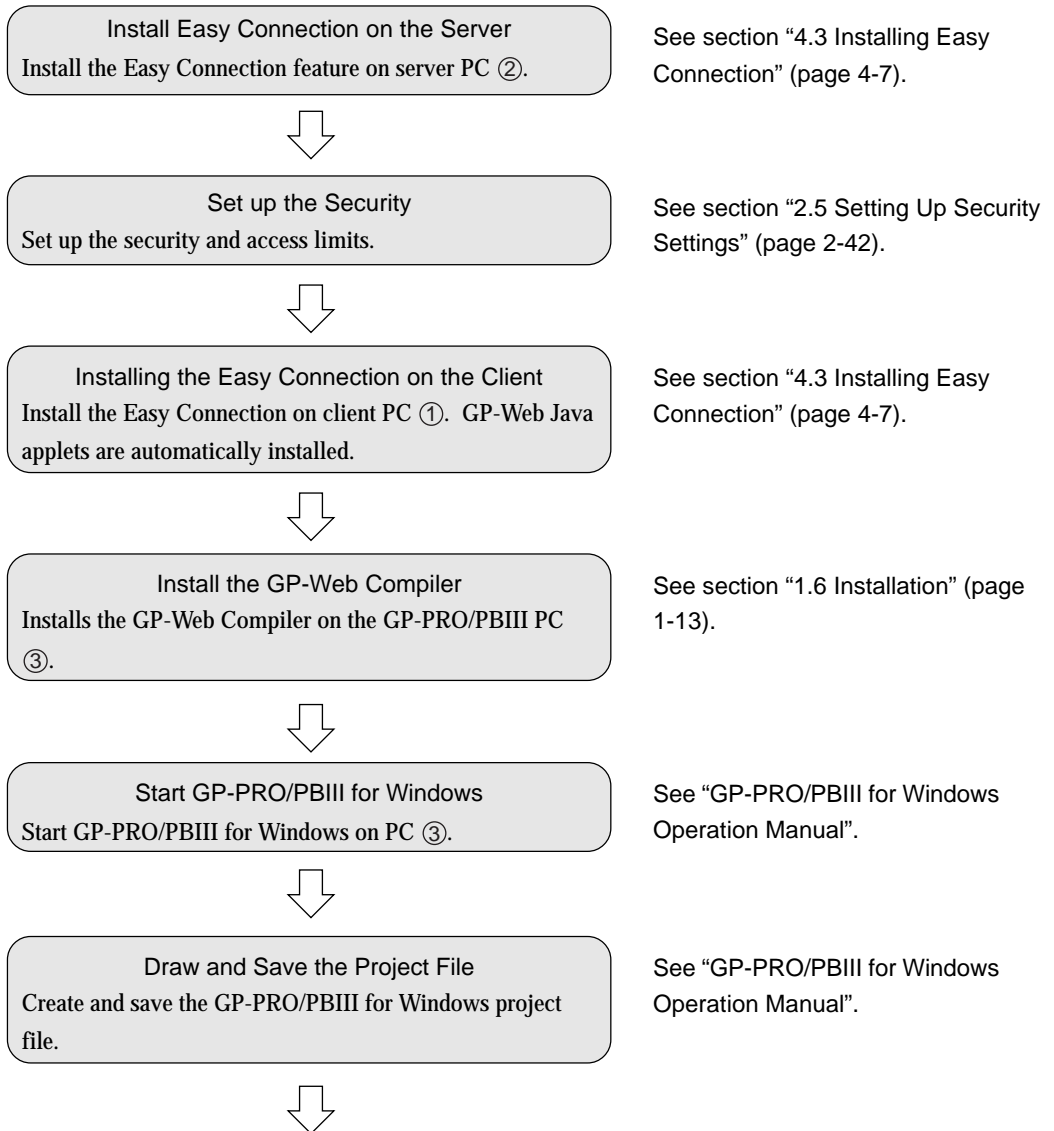 Install Easy Connection on the Server
Install the Easy Connection feature on server PC ②.
See section “4.3 Installing Easy
Connection” (page 4-7).
Set up the Security
Set up the security and access limits.
See section “2.5 Setting Up Security
Settings” (page 2-42).
Installing the Easy Connection on the Client
Install the Easy Connection on client PC ①. GP-Web Java
applets are automatically installed.
See section “4.3 Installing Easy
Connection” (page 4-7).
Install the GP-Web Compiler
Installs the GP-Web Compiler on the GP-PRO/PBIII PC
③.
See section “1.6 Installation” (page
1-13).
Start GP-PRO/PBIII for Windows
Start GP-PRO/PBIII for Windows on PC ③.
See “GP-PRO/PBIII for Windows
Operation Manual”.
Draw and Save the Project File
Create and save the GP-PRO/PBIII for Windows project
file.
See “GP-PRO/PBIII for Windows
Operation Manual”.